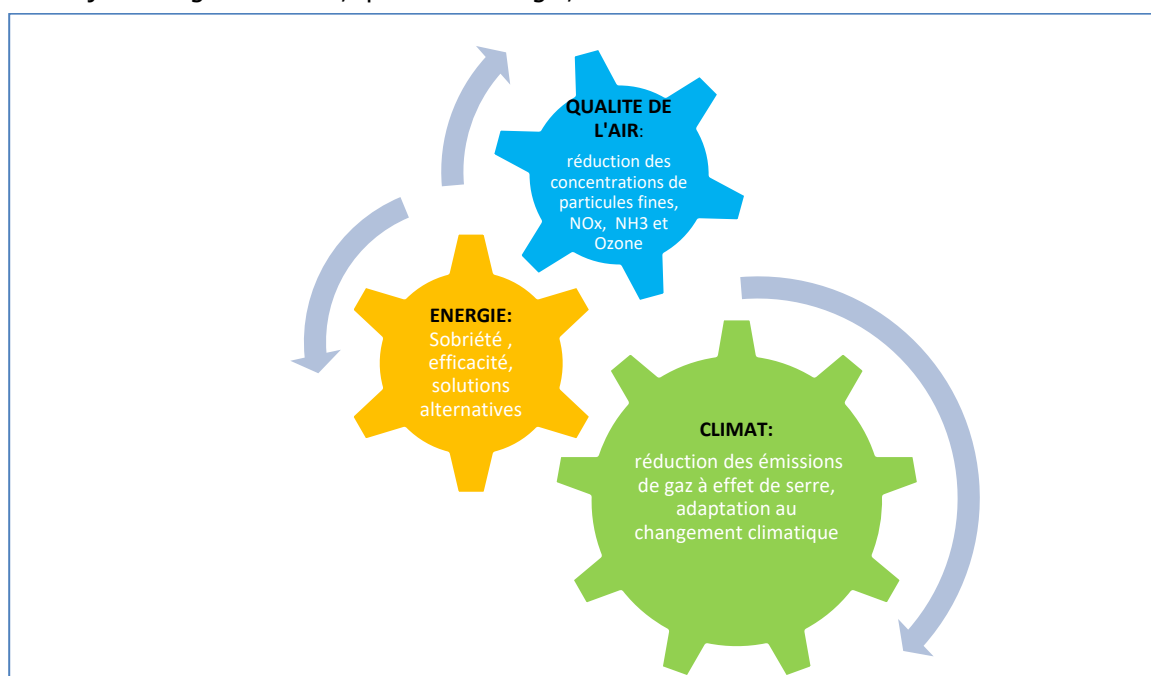 QUALITE DE
L'AIR:
réduction des
concentrations de
particules fines,
NOx, NH3 et
Ozone
ENERGIE:
Sobriété ,
efficacité,
solutions
alternatives
CLIMAT:
réduction des émissions
de gaz à effet de serre,
adaptation au
changement climatique